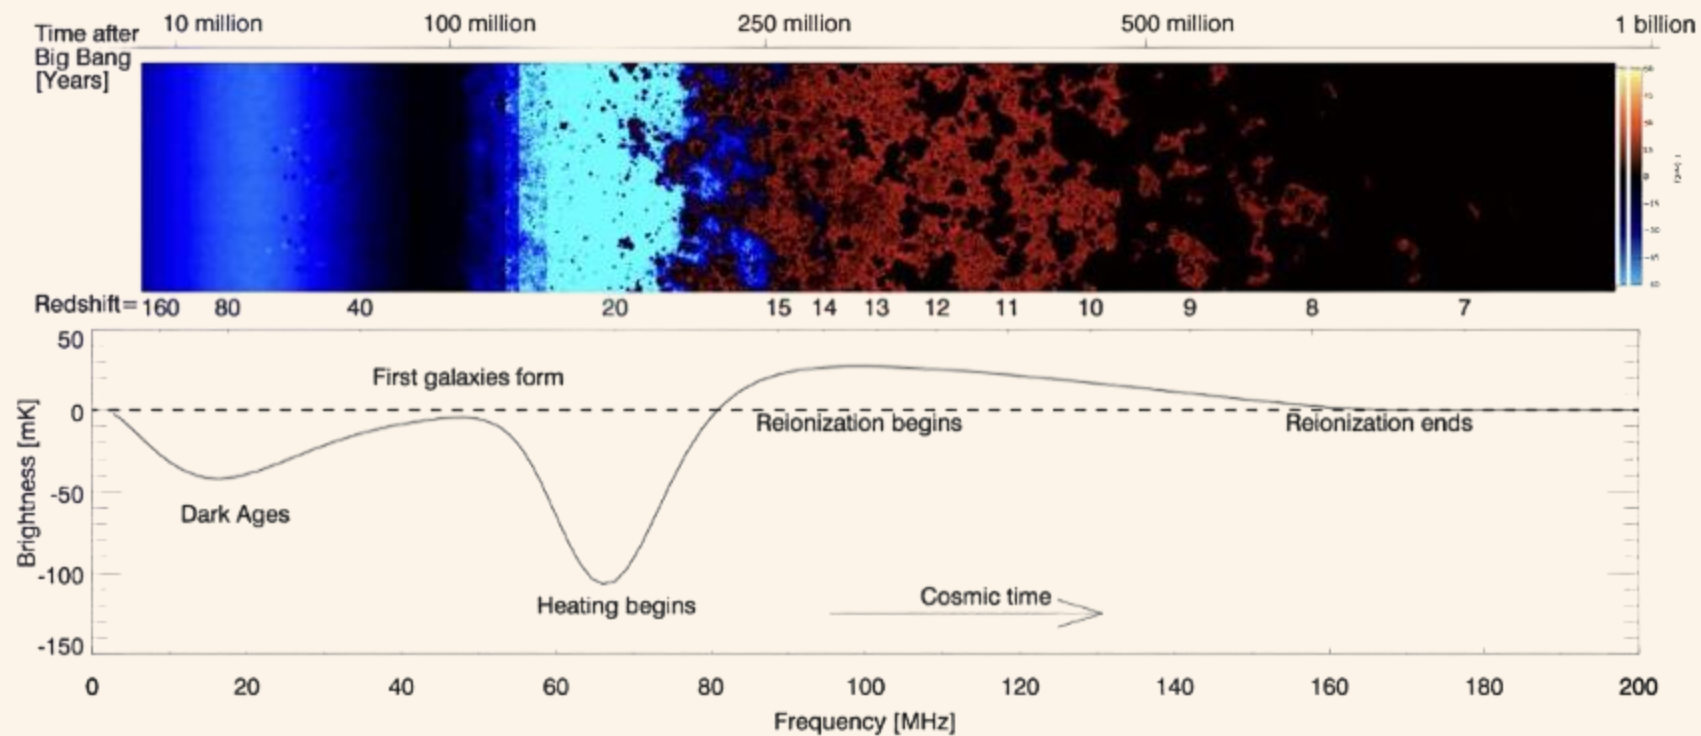 Time after
Big Bang
[Years]
10 million 100 million 250 million 500 million 1 billion
Redshift= 160 80 40 20 15 14 13 12 11 10 9 8 7
50
0
-50
-100
-150
Brightness [mK]
First galaxies form
Reionization begins
Reionization ends
Dark Ages
Heating begins
Cosmic time
0 20 40 60 80 100 120 140 160 180 200
Frequency [MHz]